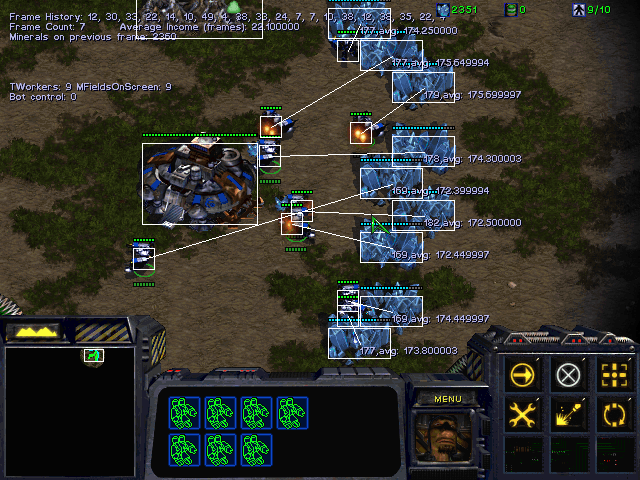 Frame History: 12, 30, 33, 22, 14, 10, 49, 4, 38, 33, 24, 7, 7, 10, 38, 12, 38, 35, 22,
2351
0
9/10
Frame Count: 7 Average Income (frames): 22.100000
Minerals on previous frame: 2350
TWorkers: 9 MFieldsOnScreen: 9
Bot control: 0
177,avg: 174.250000
177,avg: 175.649994
179,avg: 175.699997
178,avg: 174.300003
169,avg: 172.399994
182,avg: 172.500000
169,avg: 172.449997
169,avg: 174.449997
177,avg: 173.800003
MENU